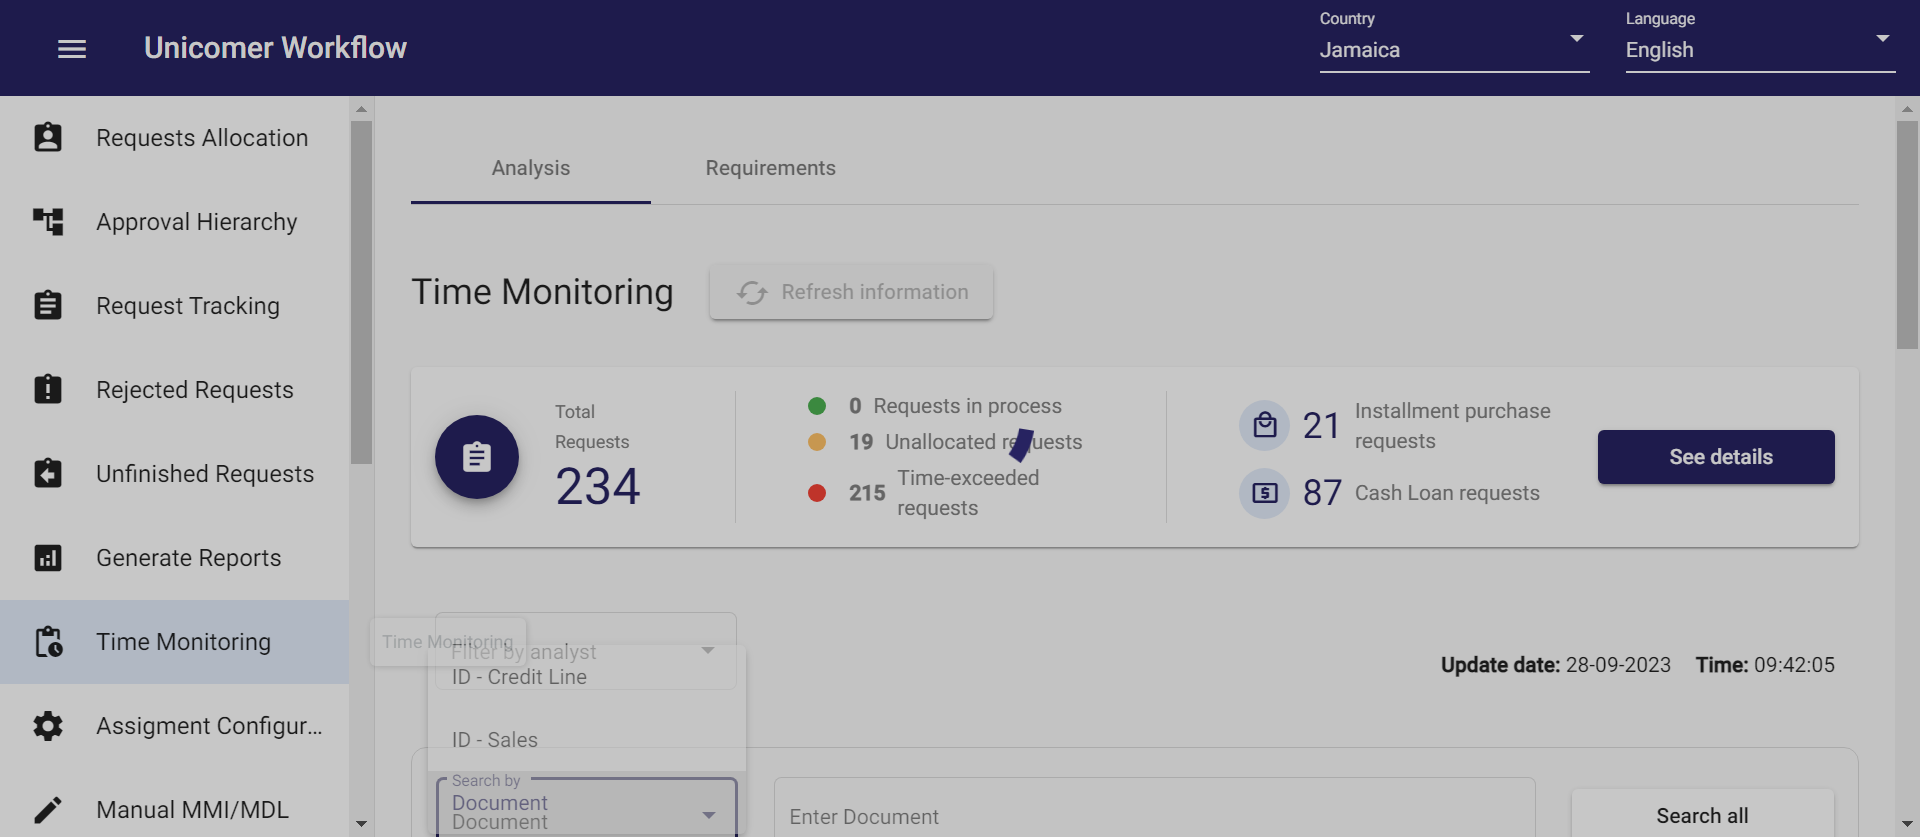 Unicomer Workflow
Country
Jamaica
Language
English
Requests Allocation
Approval Hierarchy
Request Tracking
Rejected Requests
Unfinished Requests
Generate Reports
Time Monitoring
Assigment Configur...
Manual MMI/MDL
Analysis
Requirements
Time Monitoring
Refresh information
Total
Requests
234
0 Requests in process
19 Unallocated requests
215 Time-exceeded
requests
21 Installment purchase
requests
87 Cash Loan requests
See details
Time Monitoring
Filter by analyst
ID - Credit Line
ID - Sales
Update date: 28-09-2023 Time: 09:42:05
Search by
Document
Document
Enter Document
Search all